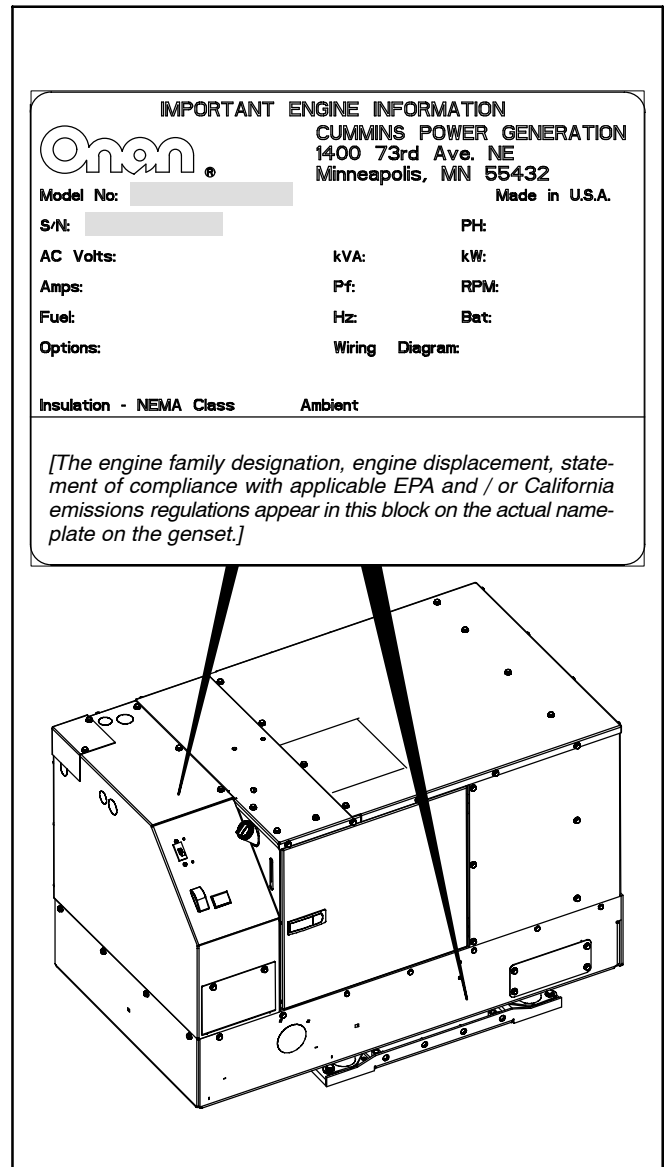 IMPORTANT ENGINE INFORMATION
Onan ®
CUMMINS POWER GENERATION
1400 73rd Ave. NE
Minneapolis, MN 55432
Model No: Made in U.S.A.
S/N: PH:
AC Volts: kVA: kW:
Amps: Pf: RPM:
Fuel: Hz: Bat:
Options: Wiring Diagram:
Insulation - NEMA Class Ambient
[The engine family designation, engine displacement, state-
ment of compliance with applicable EPA and / or California
emissions regulations appear in this block on the actual name-
plate on the genset.]